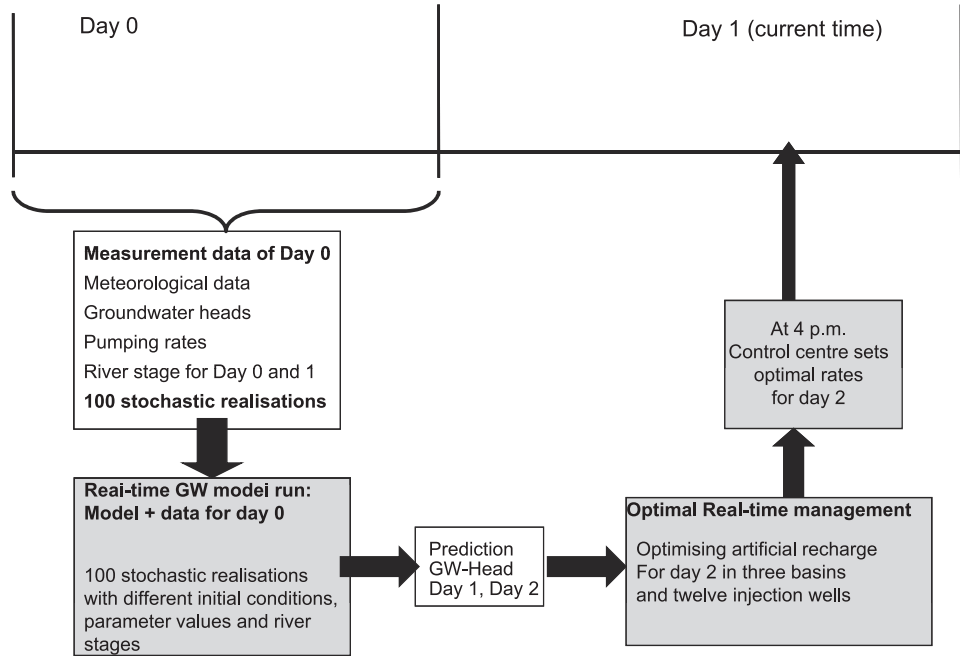 Day 0
Day 1 (current time)
Measurement data of Day 0
Meteorological data
Groundwater heads
Pumping rates
River stage for Day 0 and 1
100 stochastic realisations
Reai-time GW model run:
Model + data for day 0
100 stochastic realisations
with different initial conditions,
parameter values and river
stages
Prediction
GW-Head
Day 1, Day 2
Optimal Real-time management
Optimising artificial recharge
For day 2 in three basins
and twelve injection wells
At 4 p.m.
Control centre sets
optimal rates
for day 2